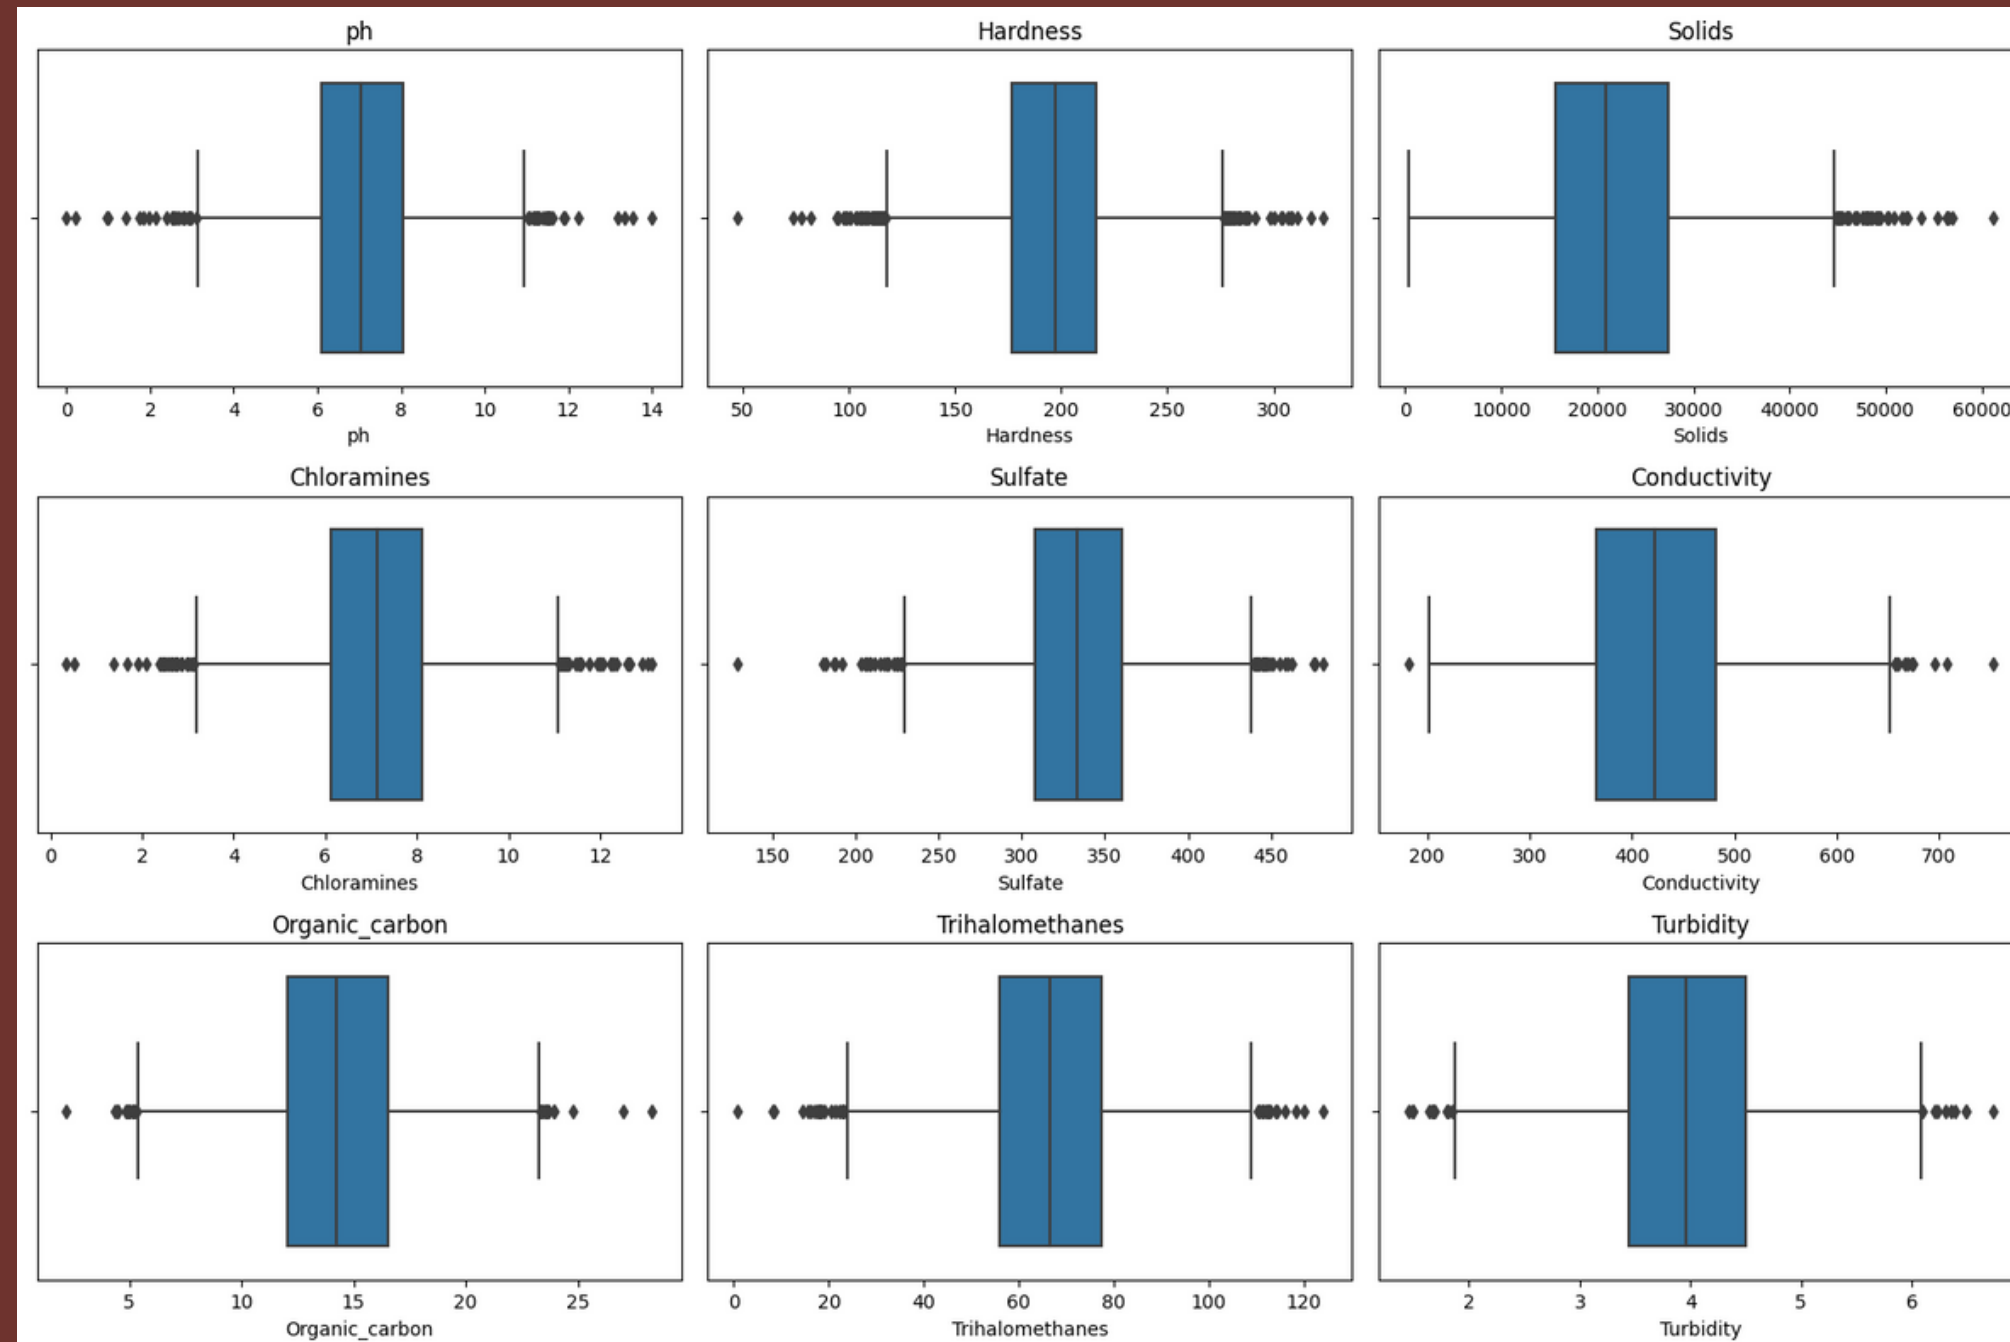 ph
0 2 4 6 8 10 12 14
ph
Hardness
50 100 150 200 250 300
Hardness
Solids
0 10000 20000 30000 40000 50000 60000
Solids
Chloramines
0 2 4 6 8 10 12
Chloramines
Sulfate
150 200 250 300 350 400 450
Sulfate
Conductivity
200 300 400 500 600 700
Conductivity
Organic_carbon
5 10 15 20 25
Organic_carbon
Trihalomethanes
0 20 40 60 80 100 120
Trihalomethanes
Turbidity
2 3 4 5 6
Turbidity